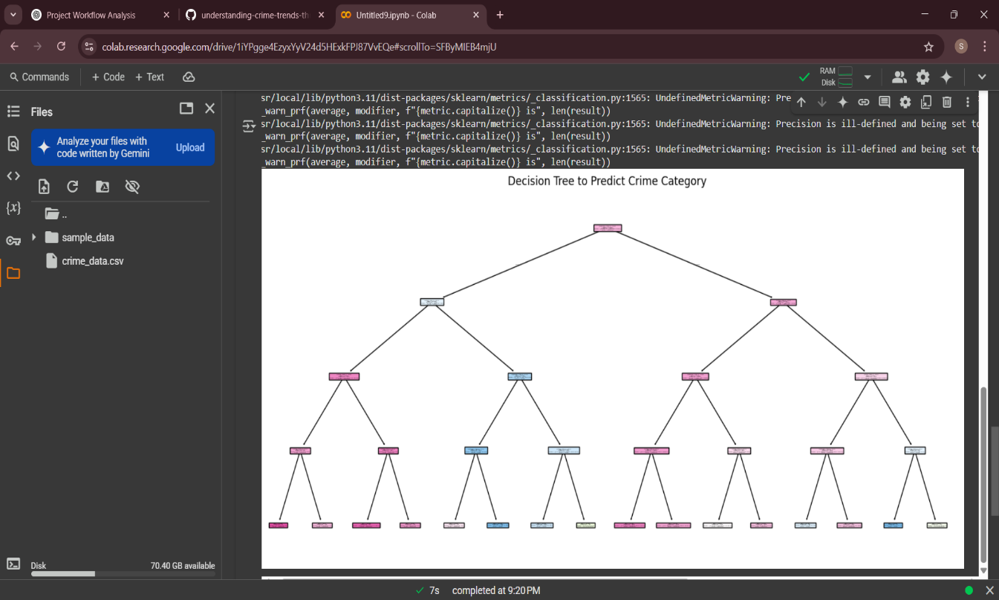 Project Workflow Analysis
understanding-crime-trends-th
Untitled9.ipynb - Colab
colab.research.google.com/drive/1iYPgge4EzyxYyV24d5HExkFPJ87VvEQe#scrollTo=SFByMIEB4mjU
S
Commands
+ Code
+ Text
RAM
Disk
Files
Analyze your files with
code written by Gemini
Upload
..
sample_data
crime_data.csv
Disk
70.40 GB available
sr/local/lib/python3.11/dist-packages/sklearn/metrics/_classification.py:1565: UndefinedMetricWarning: Pre
_warn_prf(average, modifier, f"{metric.capitalize()} is", len(result))
sr/local/lib/python3.11/dist-packages/sklearn/metrics/_classification.py:1565: UndefinedMetricWarning: Precision is ill-defined and being set to
_warn_prf(average, modifier, f"{metric.capitalize()} is", len(result))
sr/local/lib/python3.11/dist-packages/sklearn/metrics/_classification.py:1565: UndefinedMetricWarning: Precision is ill-defined and being set to
_warn_prf(average, modifier, f"{metric.capitalize()} is", len(result))
Decision Tree to Predict Crime Category
7s completed at 9:20 PM